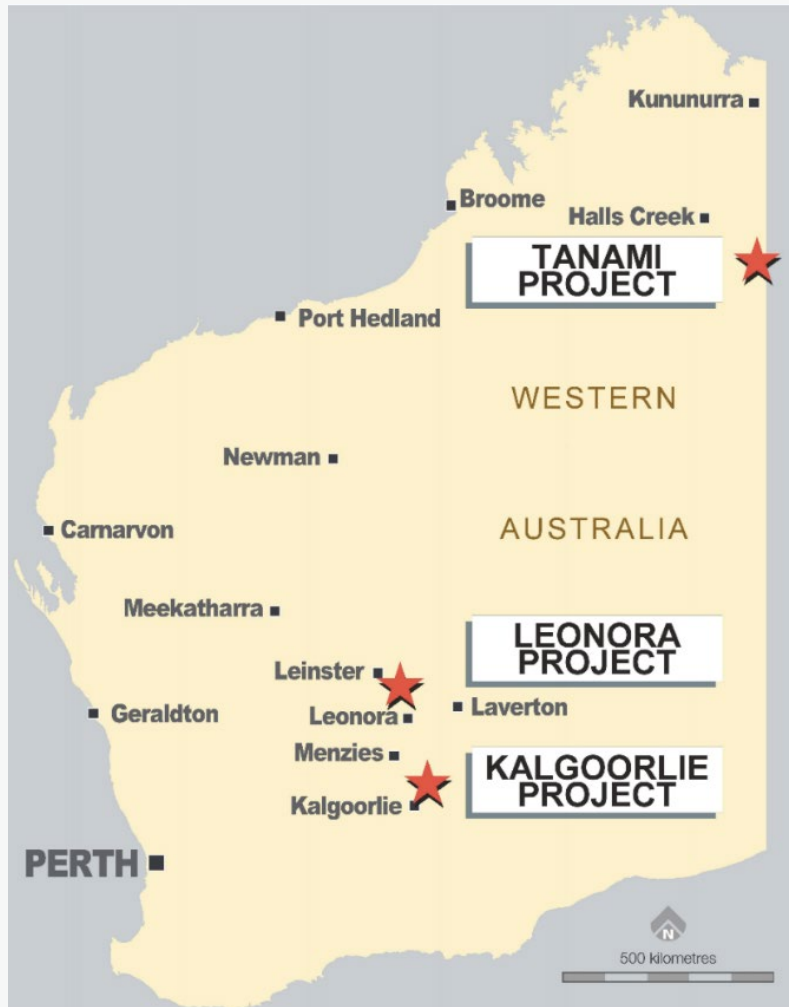 Kununurra
Broome
Halls Creek
TANAMI
PROJECT
Port Hedland
WESTERN
Newman
AUSTRALIA
Carnarvon
Meekatharra
LEONORA
PROJECT
Leinster
Laverton
Geraldton
Leonora
Menzies
KALGOORLIE
PROJECT
Kalgoorlie
PERTH
N
500 kilometres